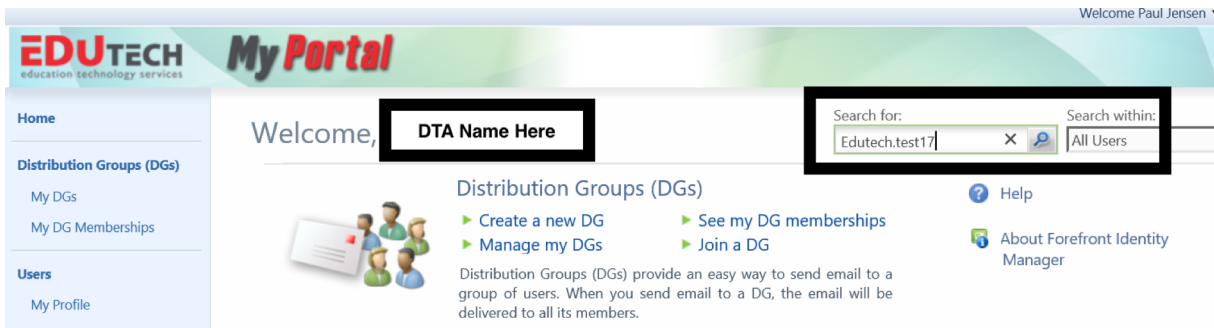 Welcome Paul Jensen
EDUTECH
education technology services
My Portal
Home
Distribution Groups (DGs)
My DGs
My DG Memberships
Users
My Profile
Welcome,
DTA Name Here
Search for:
Edutech.test17
Search within:
All Users
Distribution Groups (DGs)
Create a new DG
See my DG memberships
Manage my DGs
Join a DG
Distribution Groups (DGs) provide an easy way to send email to a
group of users. When you send email to a DG, the email will be
delivered to all its members.
Help
About Forefront Identity
Manager